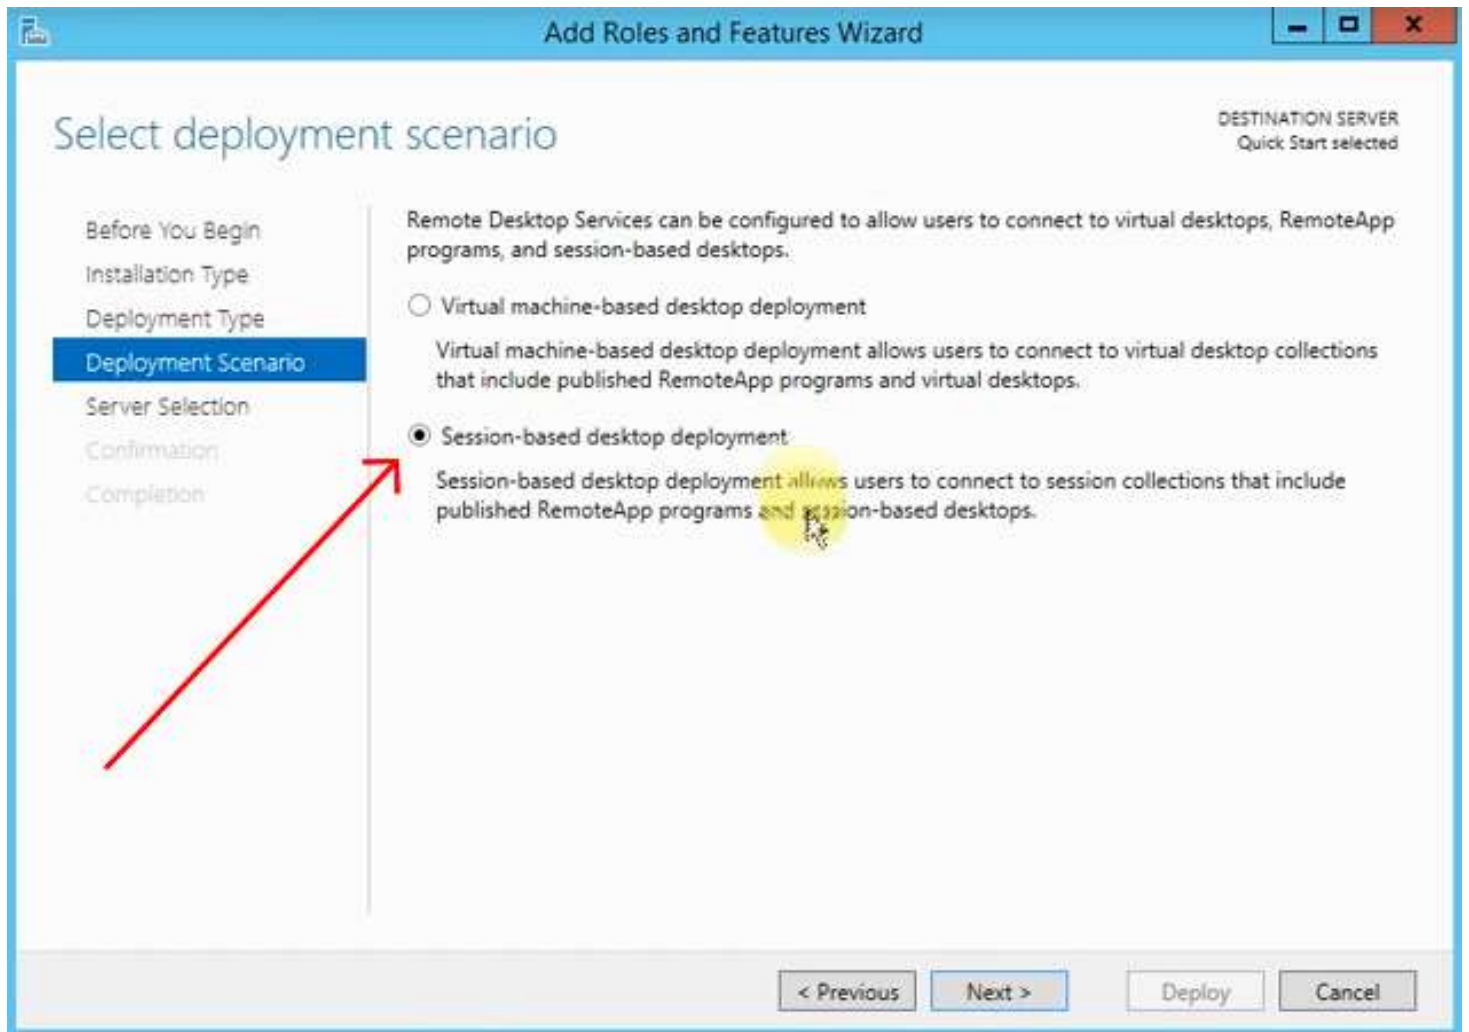 Add Roles and Features Wizard
Select deployment scenario
DESTINATION SERVER
Quick Start selected
Before You Begin
Installation Type
Deployment Type
Deployment Scenario
Server Selection
Confirmation
Completion
Remote Desktop Services can be configured to allow users to connect to virtual desktops, RemoteApp
programs, and session-based desktops.
Virtual machine-based desktop deployment
Virtual machine-based desktop deployment allows users to connect to virtual desktop collections
that include published RemoteApp programs and virtual desktops.
Session-based desktop deployment
Session-based desktop deployment allows users to connect to session collections that include
published RemoteApp programs and session-based desktops.
< Previous
Next >
Deploy
Cancel